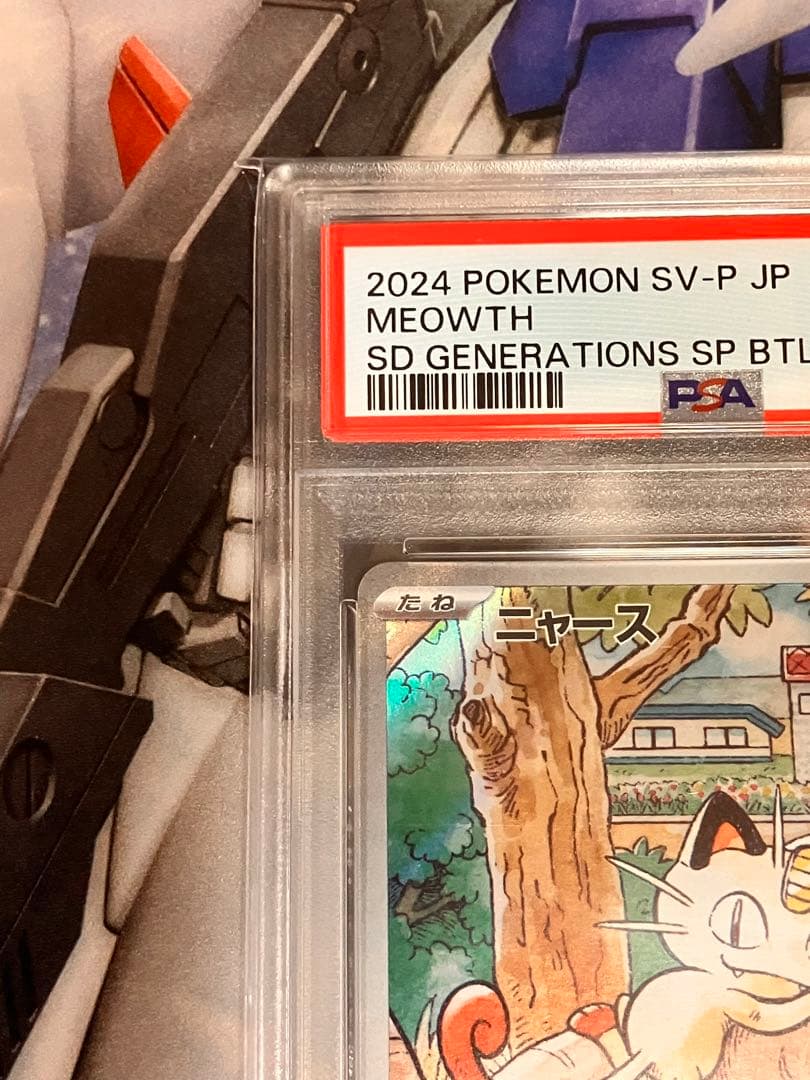 2024 POKEMON SV-P JP
MEOWTH
SD GENERATIONS SP BTL
PSA
たね
ニャース